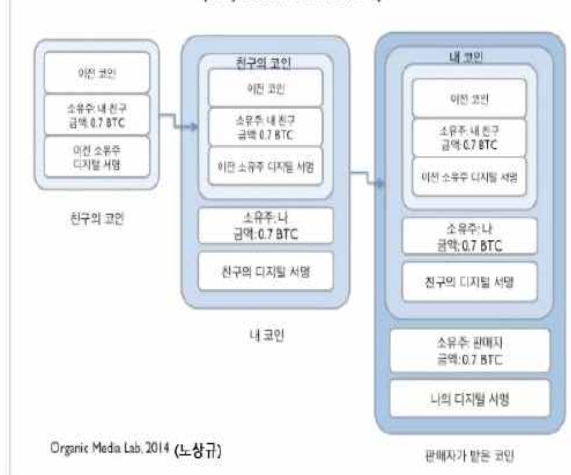 이전 코인
소유주: 내 친구
금액: 0.7 BTC
이전 소유주
디지털 서명
친구의 코인
친구의 코인
이전 코인
소유주: 내 친구
금액: 0.7 BTC
이전 소유주 디지털 서명
소유주: 나
금액: 0.7 BTC
친구의 디지털 서명
내 코인
내 코인
이전 코인
소유주: 내 친구
금액: 0.7 BTC
이전 소유주 디지털 서명
소유주: 나
금액: 0.7 BTC
친구의 디지털 서명
소유주: 판매자
금액: 0.7 BTC
나의 디지털 서명
판매자가 받은 코인
Organic Media Lab, 2014 (노상규)